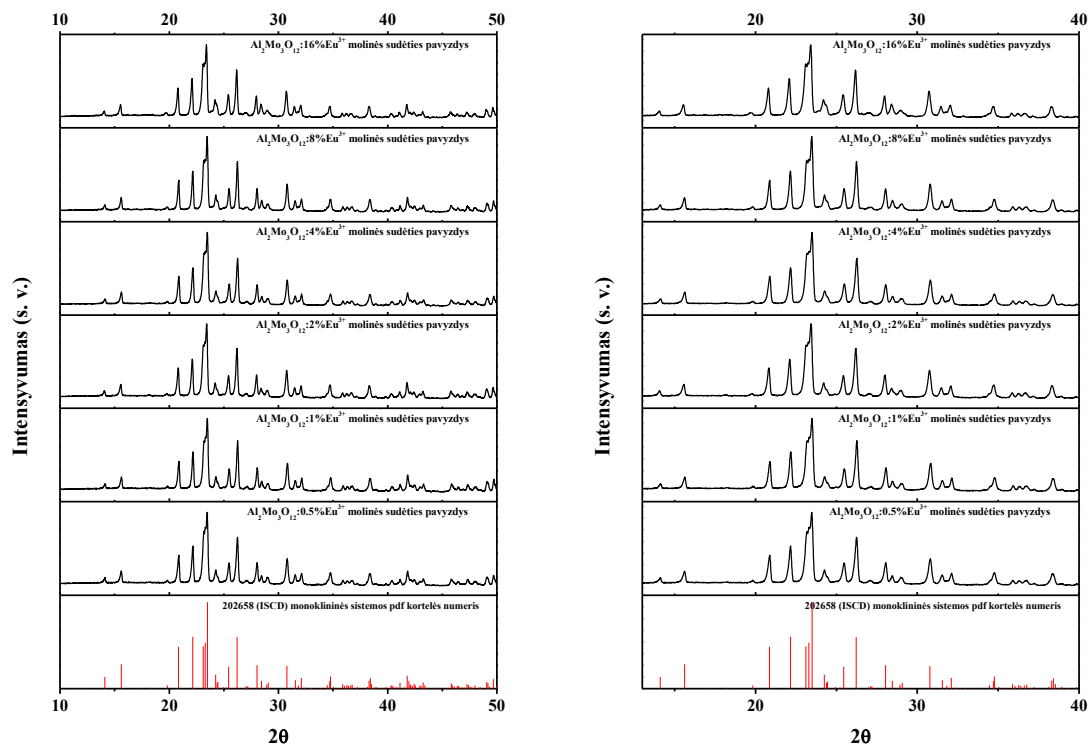 10 20 30 40 50
Intensyvumas (s. v.)
Al2Mo3O12:16%Eu3+ molinės sudėties pavyzdys
Al2Mo3O12:8%Eu3+ molinės sudėties pavyzdys
Al2Mo3O12:4%Eu3+ molinės sudėties pavyzdys
Al2Mo3O12:2%Eu3+ molinės sudėties pavyzdys
Al2Mo3O12:1%Eu3+ molinės sudėties pavyzdys
Al2Mo3O12:0.5%Eu3+ molinės sudėties pavyzdys
202658 (ISCD) monoklininės sistemos pdf kortelės numeris
10 20 30 40 50
2θ
20 30 40
Intensyvumas (s. v.)
Al2Mo3O12:16%Eu3+ molinės sudėties pavyzdys
Al2Mo3O12:8%Eu3+ molinės sudėties pavyzdys
Al2Mo3O12:4%Eu3+ molinės sudėties pavyzdys
Al2Mo3O12:2%Eu3+ molinės sudėties pavyzdys
Al2Mo3O12:1%Eu3+ molinės sudėties pavyzdys
Al2Mo3O12:0.5%Eu3+ molinės sudėties pavyzdys
202658 (ISCD) monoklininės sistemos pdf kortelės numeris
20 30 40
2θ